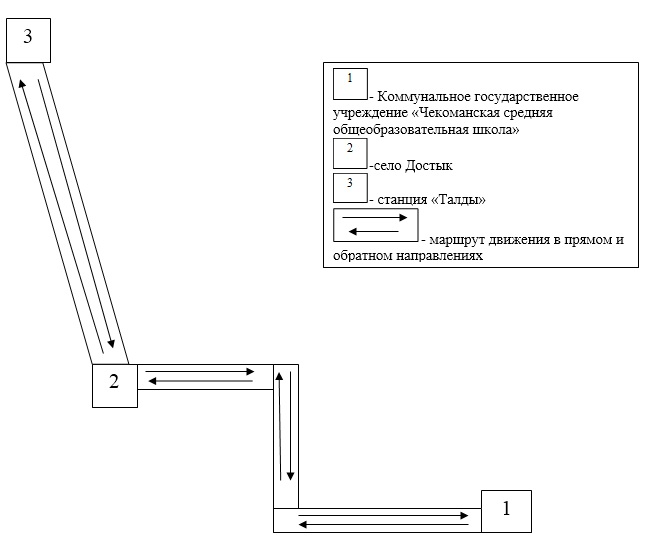 3
1
- Коммунальное государственное
учреждение «Чекоманская средняя
общеобразовательная школа»
2
-село Достык
3
- станция «Талды»
- маршрут движения в прямом и
обратном направлениях
2
1